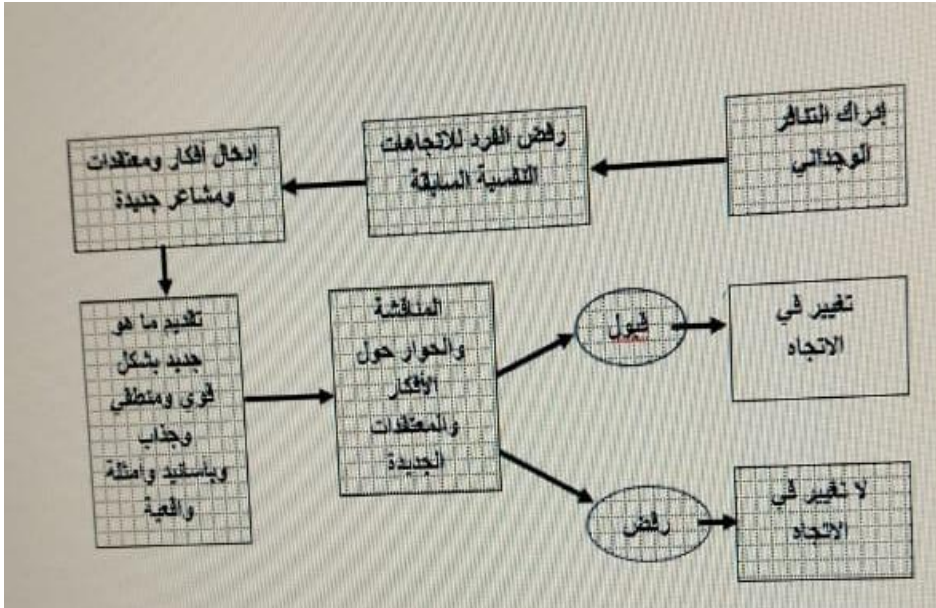 إدراك التنافر
الوجداني
رفض الفرد للاتجاهات
النفسية السابقة
إدخال أفكار ومعتقدات
ومشاعر جديدة
تقديم ما هو
جديد بشكل
قوي ومنطقي
وجذاب
وبأسانيد وأمثلة
واقعية
المناقشة
والحوار حول
الأفكار
والمعتقدات
الجديدة
قبول
تغيير في
الاتجاه
رفض
لا تغيير في
الاتجاه